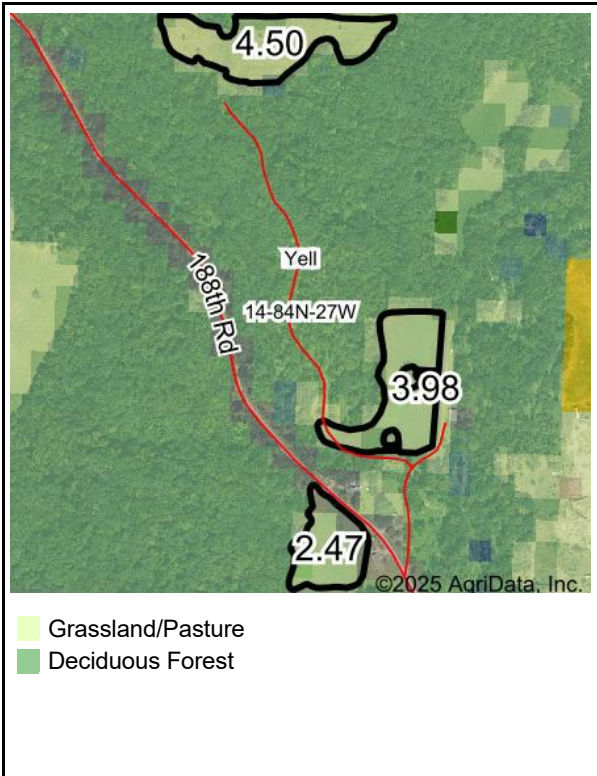 4.50
Yell
188th Rd
14-84N-27W
3.98
2.47
©2025 AgriData, Inc.
Grassland/Pasture
Deciduous Forest